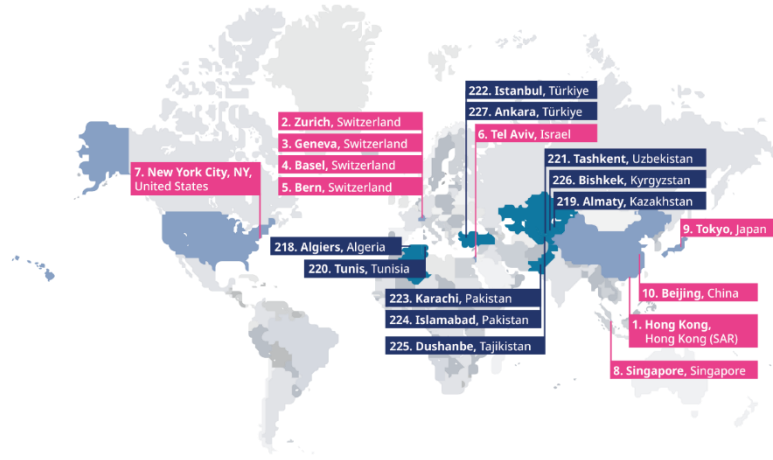 222. Istanbul, Türkiye
227. Ankara, Türkiye
6. Tel Aviv, Israel
2. Zurich, Switzerland
3. Geneva, Switzerland
4. Basel, Switzerland
5. Bern, Switzerland
7. New York City, NY,
United States
221. Tashkent, Uzbekistan
226. Bishkek, Kyrgyzstan
219. Almaty, Kazakhstan
9. Tokyo, Japan
218. Algiers, Algeria
220. Tunis, Tunisia
223. Karachi, Pakistan
224. Islamabad, Pakistan
225. Dushanbe, Tajikistan
10. Beijing, China
1. Hong Kong,
Hong Kong (SAR)
8. Singapore, Singapore